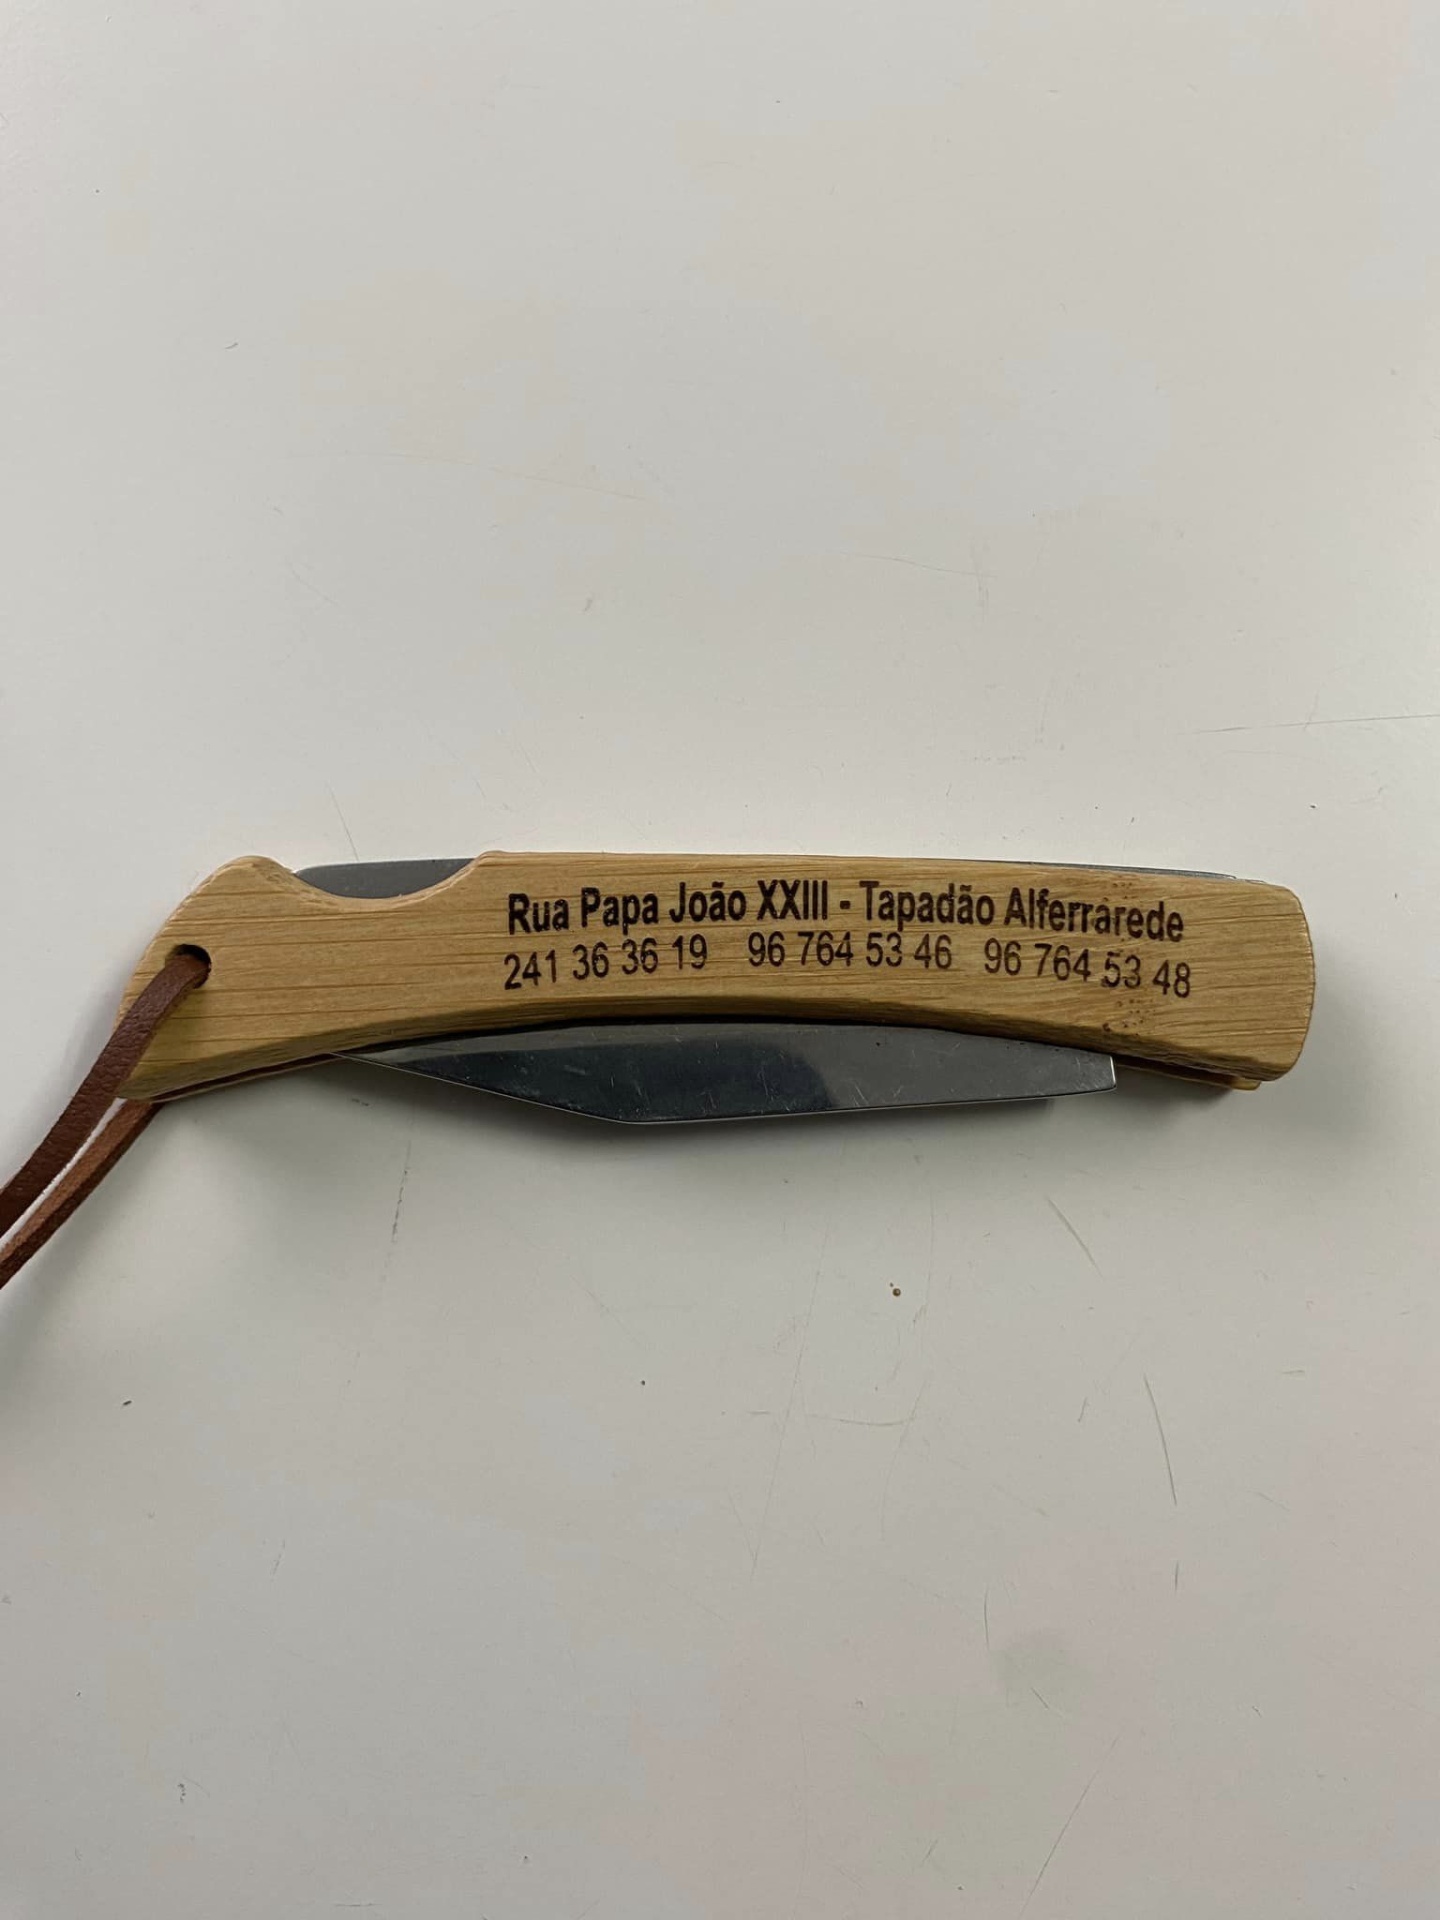 Rua Papa João XXIII - Tapadão Alferrarede
241 36 36 19 96 764 53 46 96 764 53 48